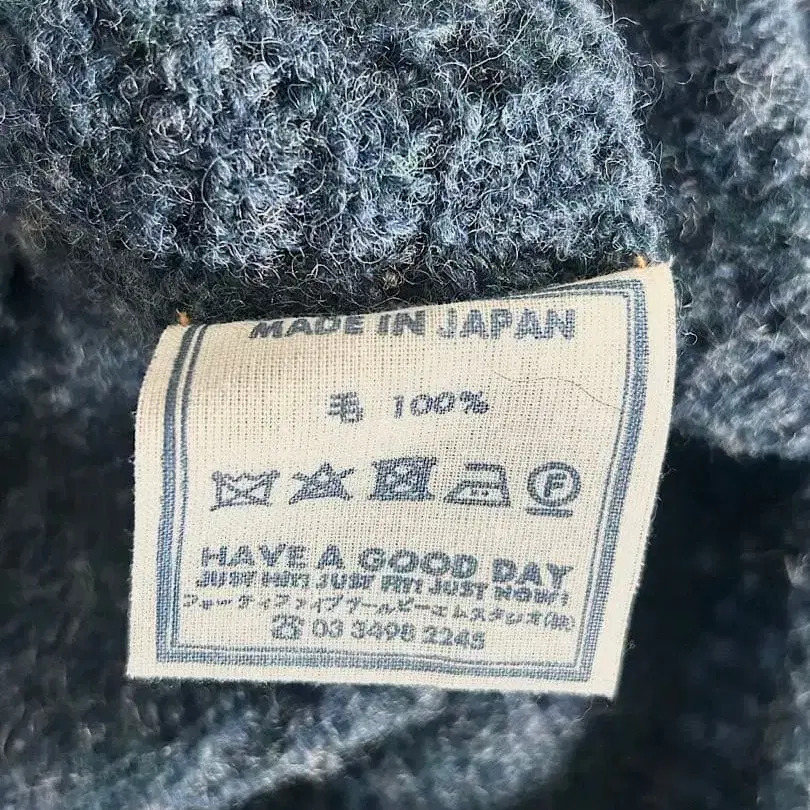 MADE IN JAPAN
毛 100%
P
HAVE A GOOD DAY
JUST HIT! JUST FIT! JUST NOW!
フォーティファイブアールピーエムスタジオ(株)
☎ 03 3498 2245